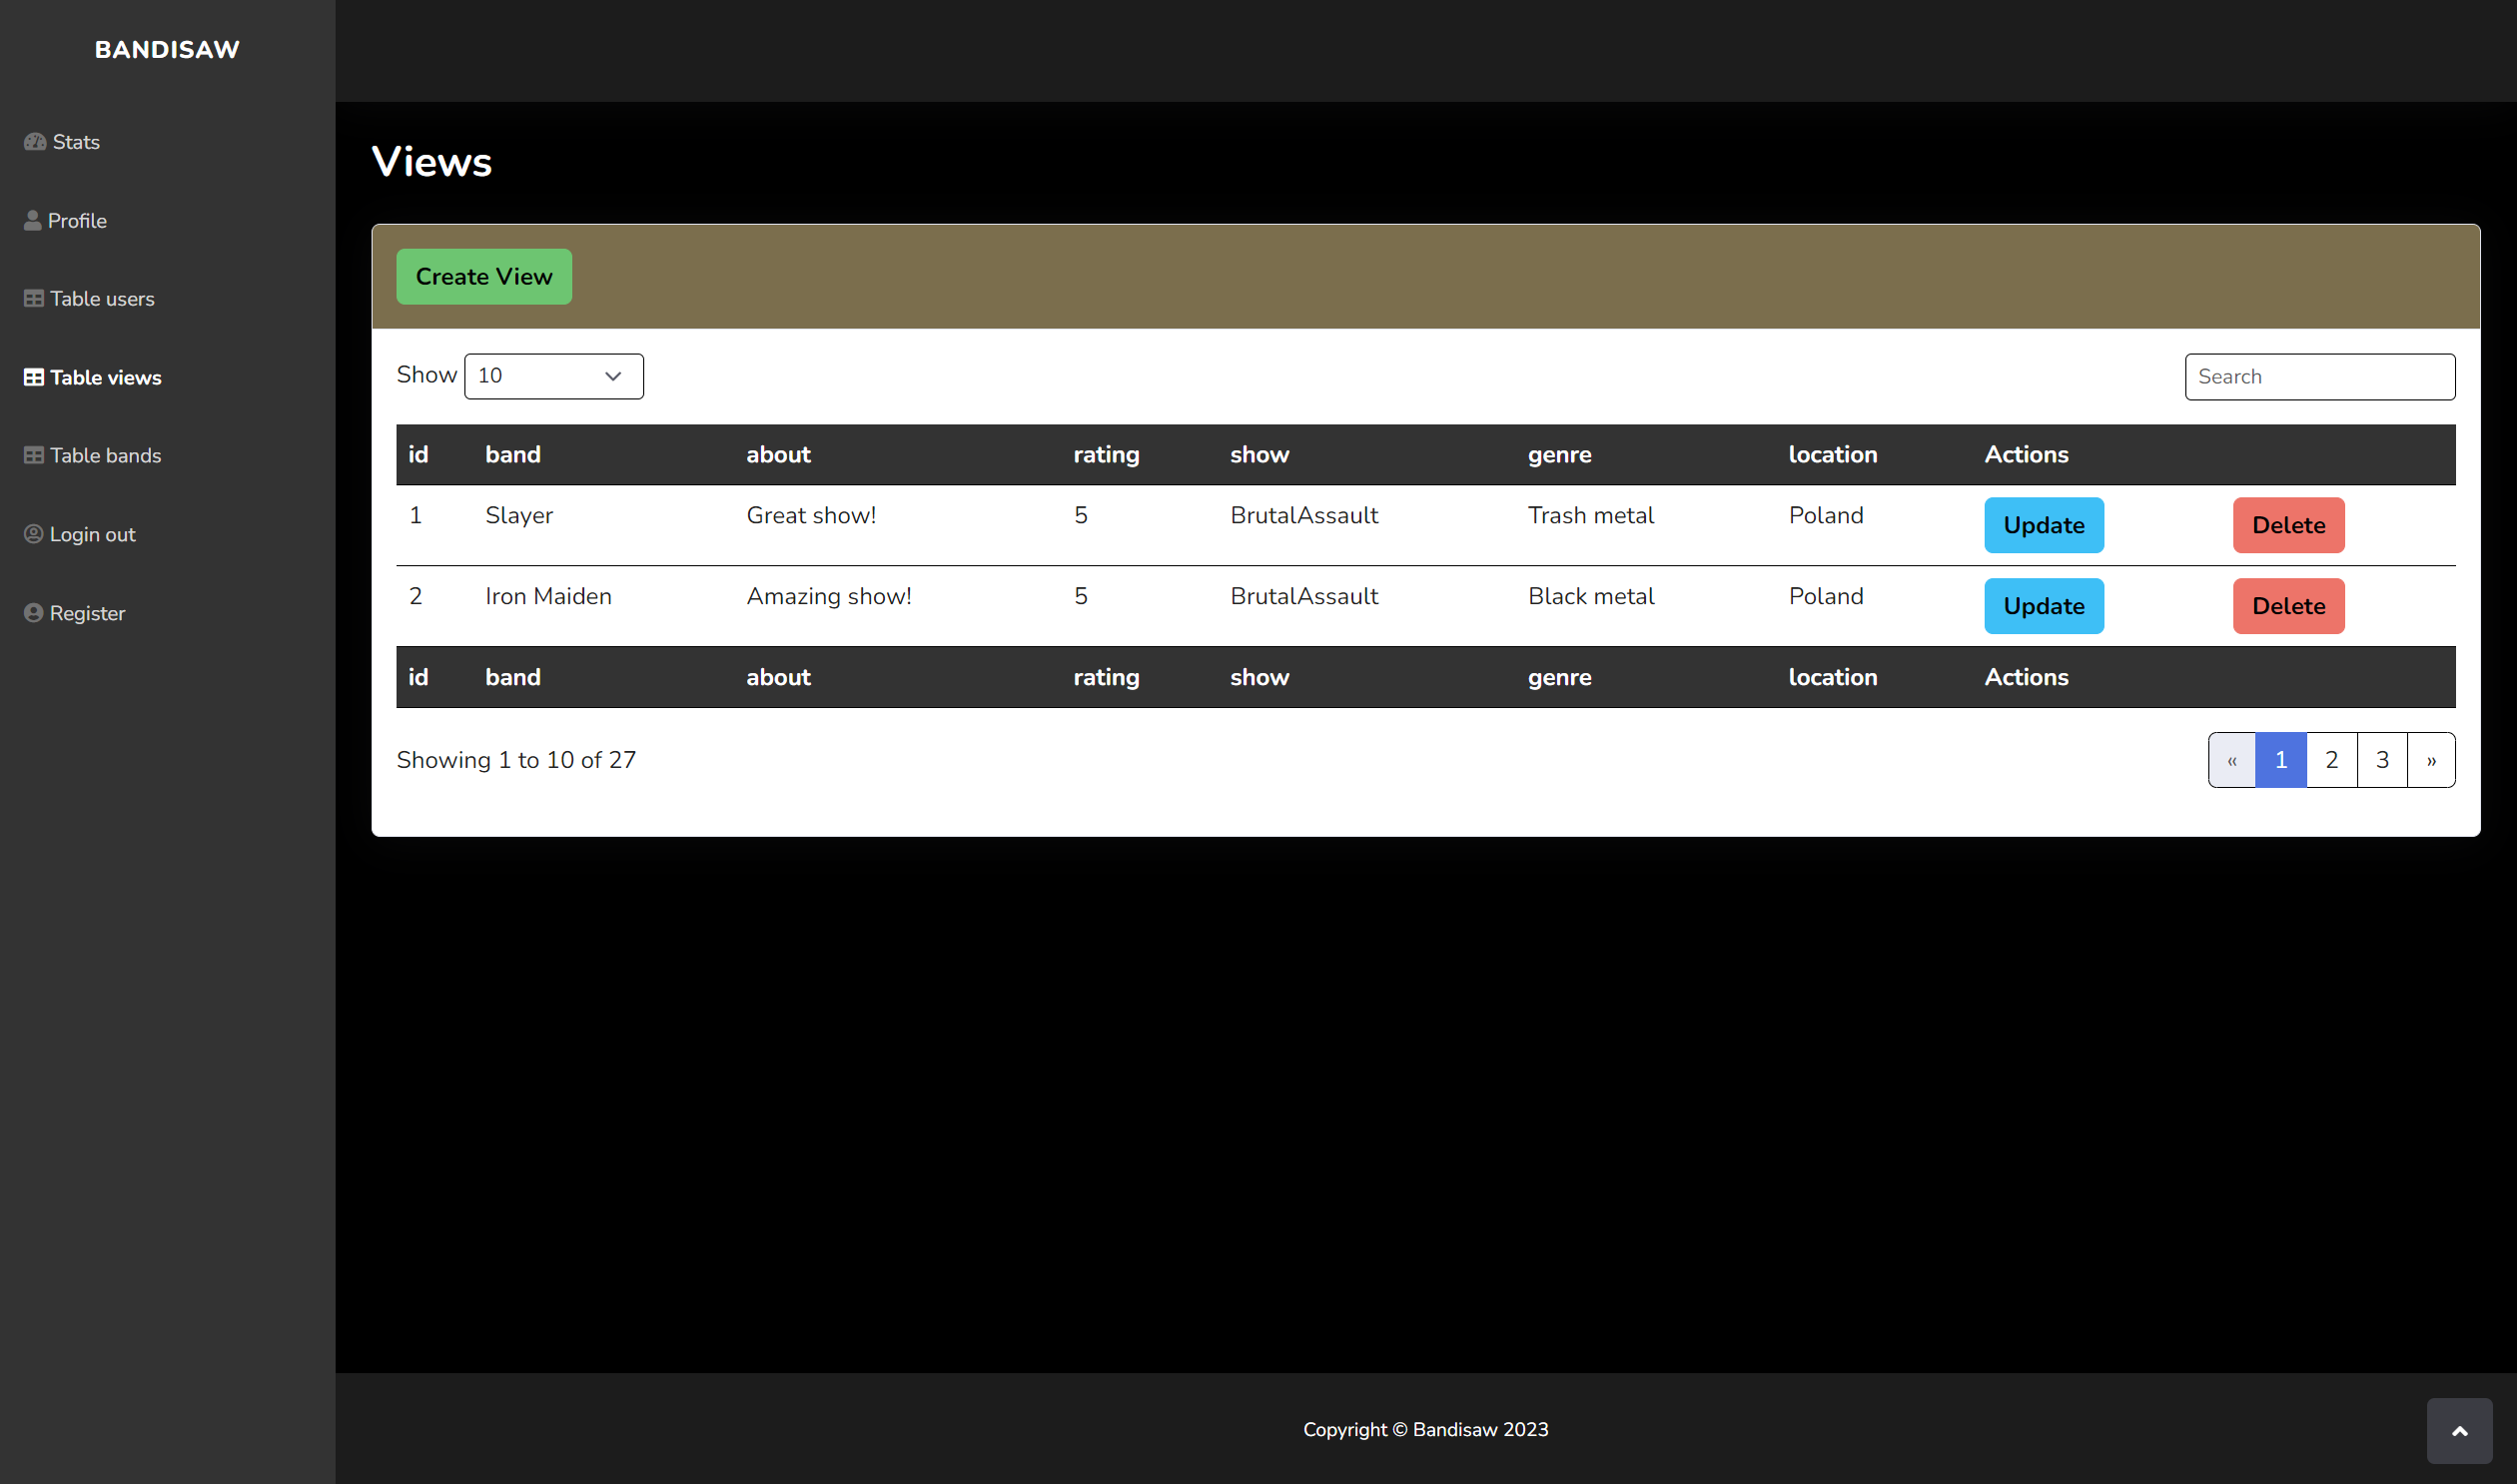 BANDISAW
Stats
Profile
Table users
Table views
Table bands
Login out
Register
Views
Create View
Show 10
Search
id band about rating show genre location Actions
1 Slayer Great show! 5 BrutalAssault Trash metal Poland Update Delete
2 Iron Maiden Amazing show! 5 BrutalAssault Black metal Poland Update Delete
id band about rating show genre location Actions
Showing 1 to 10 of 27
« 1 2 3 »
Copyright © Bandisaw 2023